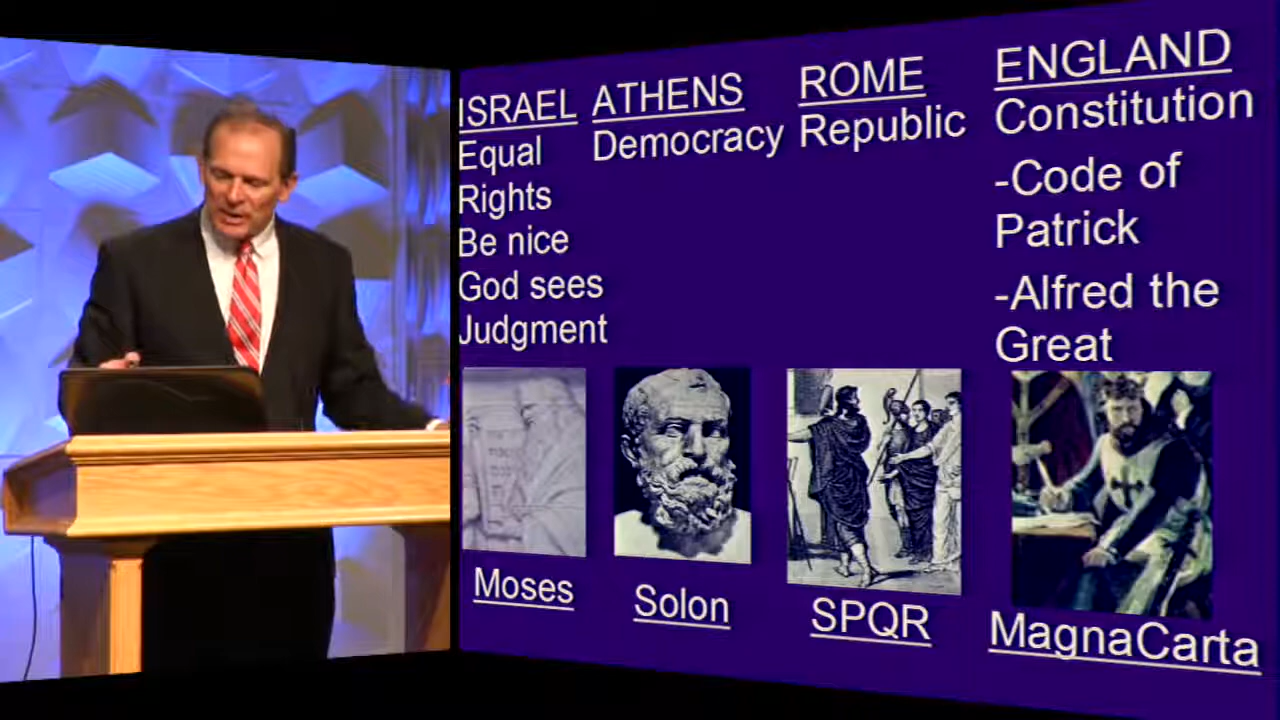 ISRAEL
Equal
Rights
Be nice
God sees
Judgment
Moses
ATHENS
Democracy
Solon
ROME
Republic
SPQR
ENGLAND
Constitution
-Code of
Patrick
-Alfred the
Great
MagnaCarta